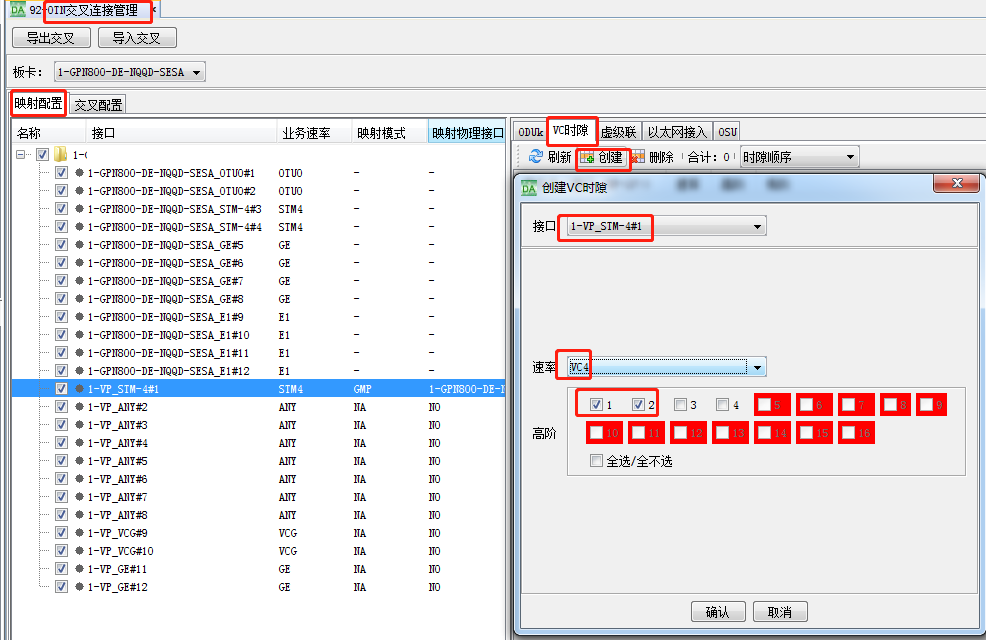 DA 92-OIN交叉连接管理
导出交叉 导入交叉
板卡： 1-GPN800-DE-NQQD-SESA
映射配置 交叉配置
名称 接口 业务速率 映射模式 映射物理接口
1-
1-GPN800-DE-NQQD-SESA_OTU0#1 OTU0 - -
1-GPN800-DE-NQQD-SESA_OTU0#2 OTU0 - -
1-GPN800-DE-NQQD-SESA_STM-4#3 STM4 - -
1-GPN800-DE-NQQD-SESA_STM-4#4 STM4 - -
1-GPN800-DE-NQQD-SESA_GE#5 GE - -
1-GPN800-DE-NQQD-SESA_GE#6 GE - -
1-GPN800-DE-NQQD-SESA_GE#7 GE - -
1-GPN800-DE-NQQD-SESA_GE#8 GE - -
1-GPN800-DE-NQQD-SESA_E1#9 E1 - -
1-GPN800-DE-NQQD-SESA_E1#10 E1 - -
1-GPN800-DE-NQQD-SESA_E1#11 E1 - -
1-GPN800-DE-NQQD-SESA_E1#12 E1 - -
1-VP_SIM-4#1 STM4 GMP 1-GPN800-DE-N
1-VP_ANY#2 ANY NA NO
1-VP_ANY#3 ANY NA NO
1-VP_ANY#4 ANY NA NO
1-VP_ANY#5 ANY NA NO
1-VP_ANY#6 ANY NA NO
1-VP_ANY#7 ANY NA NO
1-VP_ANY#8 ANY NA NO
1-VP_VCG#9 VCG NA NO
1-VP_VCG#10 VCG NA NO
1-VP_GE#11 GE NA NO
1-VP_GE#12 GE NA NO
ODUk VC时隙 虚级联 以太网接入 OSU
刷新 创建 删除 合计：0 时隙顺序
DA 创建VC时隙
接口 1-VP_STM-4#1
速率 VC4
高阶
1 2 3 4 5 6 7 8 9
10 11 12 13 14 15 16
全选/全不选
确认 取消